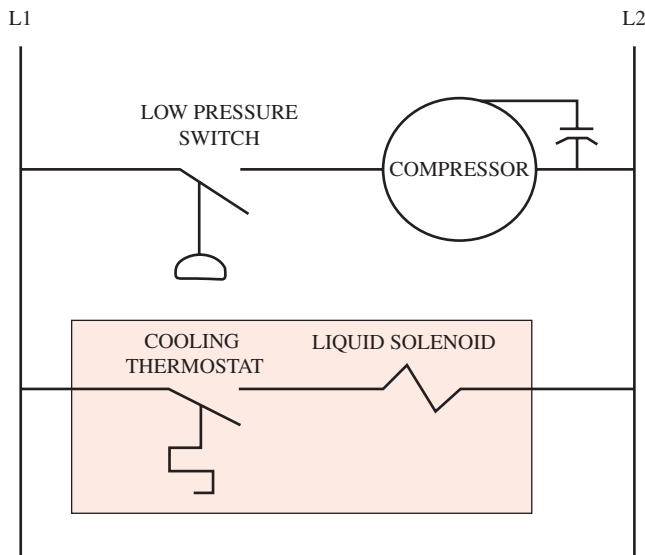 L1
L2
LOW PRESSURE
SWITCH
COMPRESSOR
COOLING
THERMOSTAT
LIQUID SOLENOID